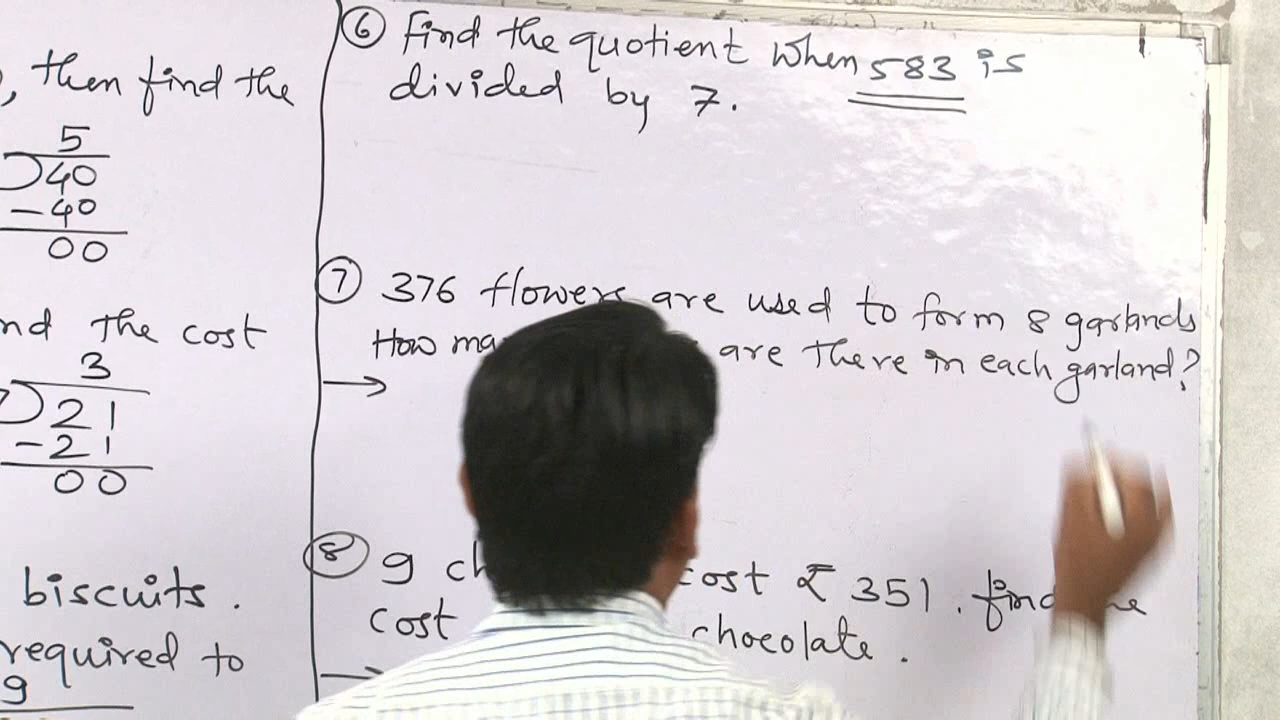 , then find the
5
40
-40
00
nd the cost
3
21
-21
00
biscuits.
required to
9
6 Find the quotient when 583 is
divided by 7.
7 376 flowers are used to form 8 garlands
How are there in each garland?
→
8 9 cost ₹ 351. find
cost chocolate.
→